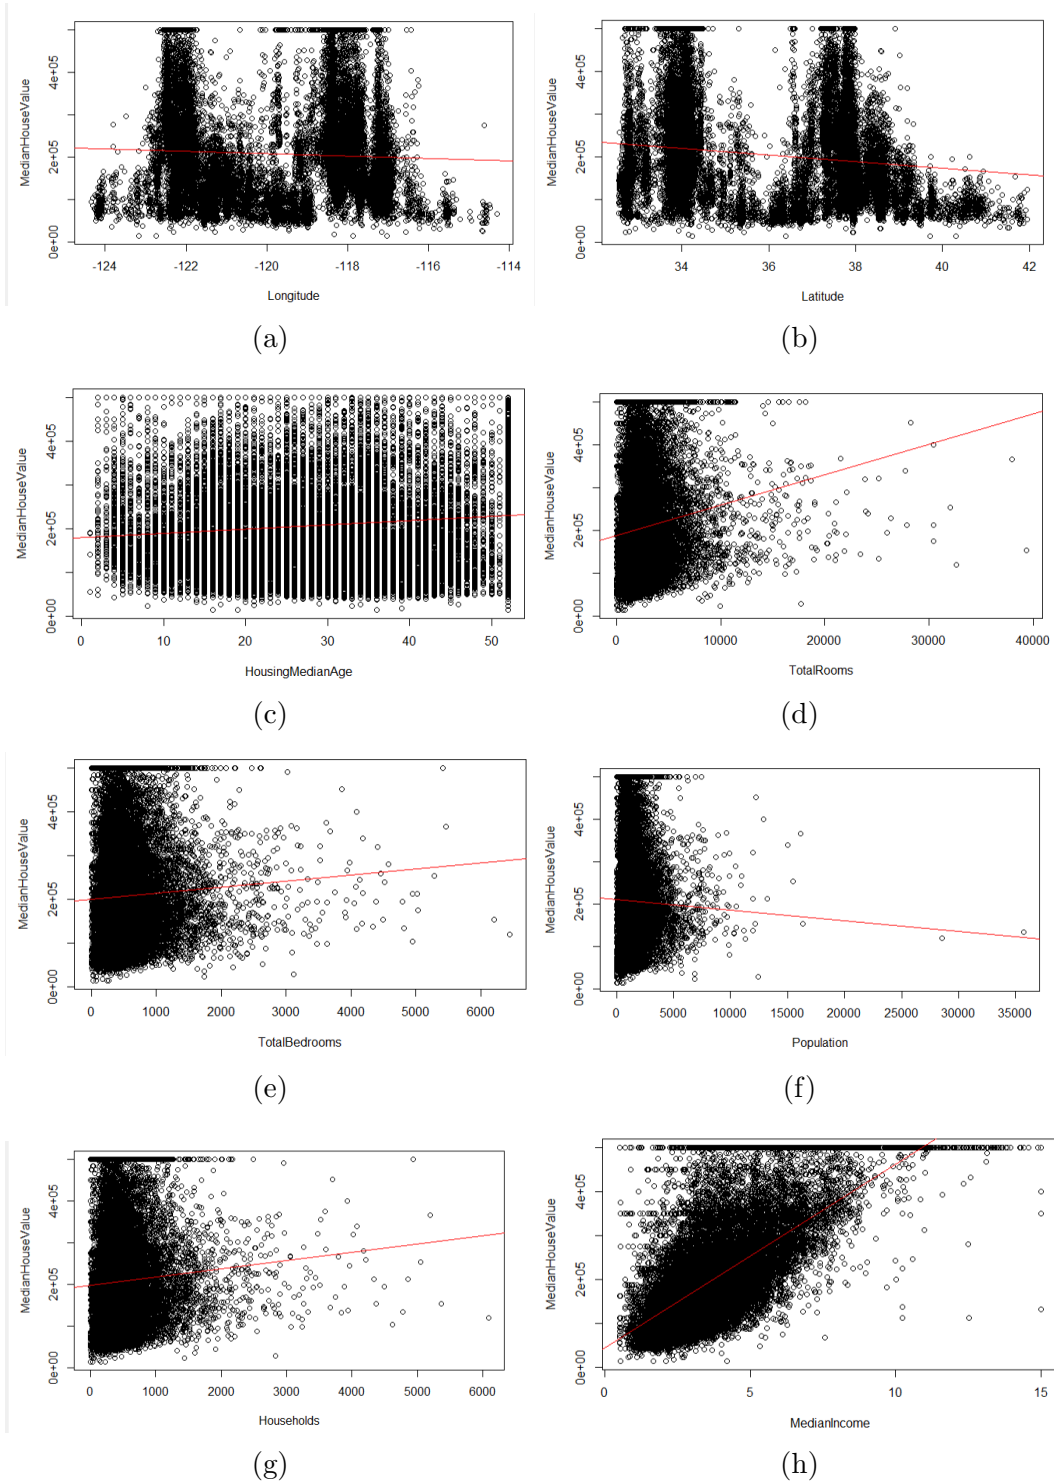 MedianHouseValue
0e+00 2e+05 4e+05
-124 -122 -120 -118 -116 -114
Longitude
(a)
MedianHouseValue
0e+00 2e+05 4e+05
34 36 38 40 42
Latitude
(b)
MedianHouseValue
0e+00 2e+05 4e+05
0 10 20 30 40 50
HousingMedianAge
(c)
MedianHouseValue
0e+00 2e+05 4e+05
0 10000 20000 30000 40000
TotalRooms
(d)
MedianHouseValue
0e+00 2e+05 4e+05
0 1000 2000 3000 4000 5000 6000
TotalBedrooms
(e)
MedianHouseValue
0e+00 2e+05 4e+05
0 5000 10000 15000 20000 25000 30000 35000
Population
(f)
MedianHouseValue
0e+00 2e+05 4e+05
0 1000 2000 3000 4000 5000 6000
Households
(g)
MedianHouseValue
0e+00 2e+05 4e+05
0 5 10 15
MedianIncome
(h)